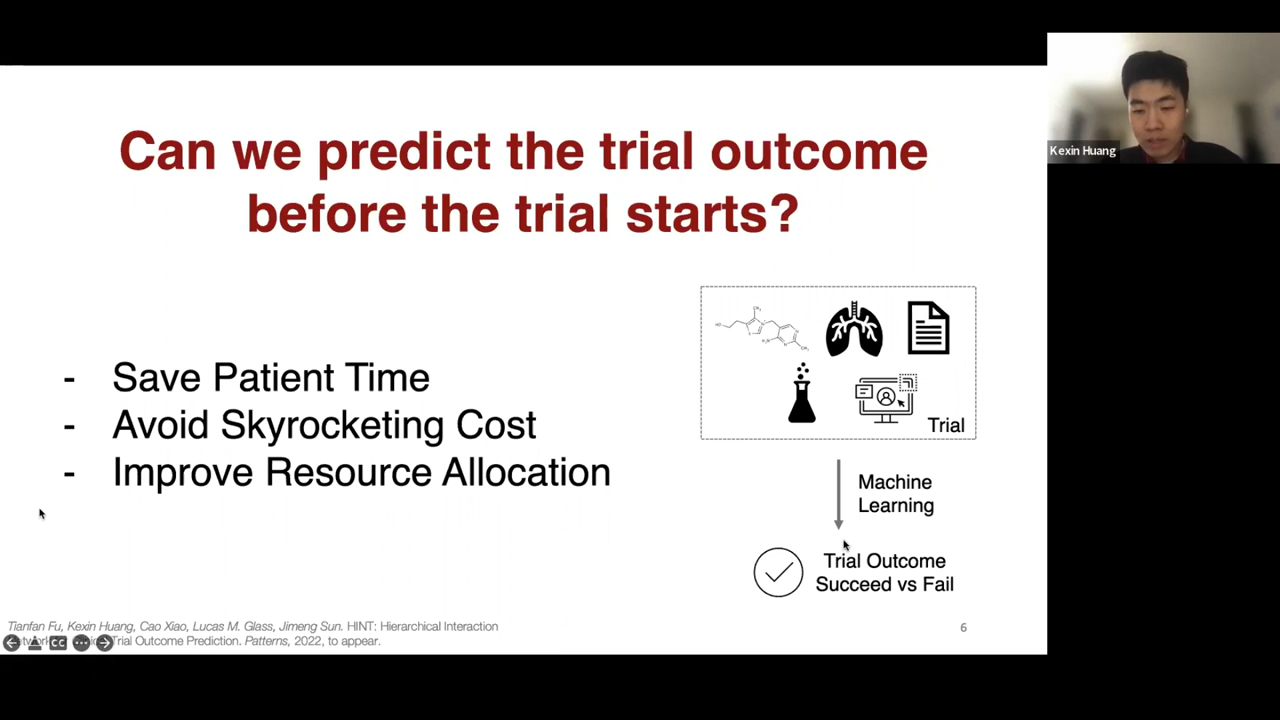 Can we predict the trial outcome
before the trial starts?
Kexin Huang
- Save Patient Time
- Avoid Skyrocketing Cost
- Improve Resource Allocation
Trial
Machine
Learning
Trial Outcome
Succeed vs Fail
Tianfan Fu, Kexin Huang, Cao Xiao, Lucas M. Glass, Jimeng Sun. HINT: Hierarchical Interaction
Trial Outcome Prediction. Patterns, 2022, to appear.
6